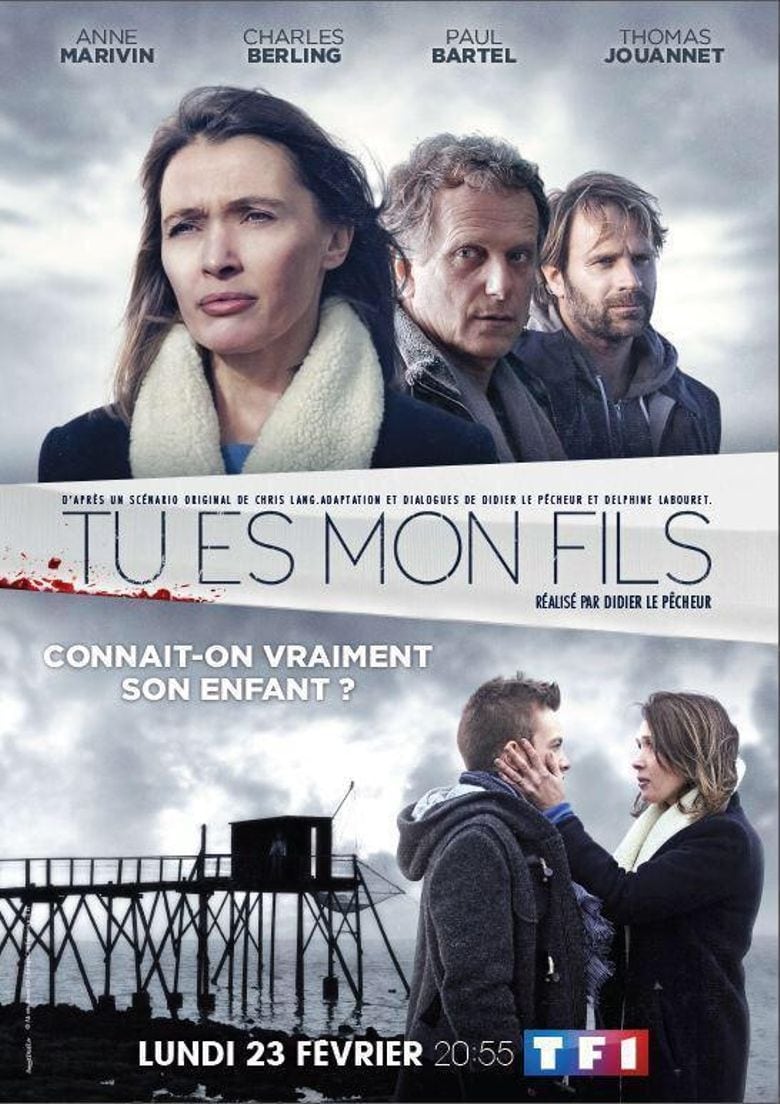 ANNE MARIVIN
CHARLES BERLING
PAUL BARTEL
THOMAS JOUANNET
D'APRÈS UN SCÉNARIO ORIGINAL DE CHRIS LANG.ADAPTATION ET DIALOGUES DE DIDIER LE PÊCHEUR ET DELPHINE LABOURET.
TU ES MON FILS
RÉALISÉ PAR DIDIER LE PÊCHEUR
CONNAIT-ON VRAIMENT
SON ENFANT ?
LUNDI 23 FÉVRIER 20:55 TF1